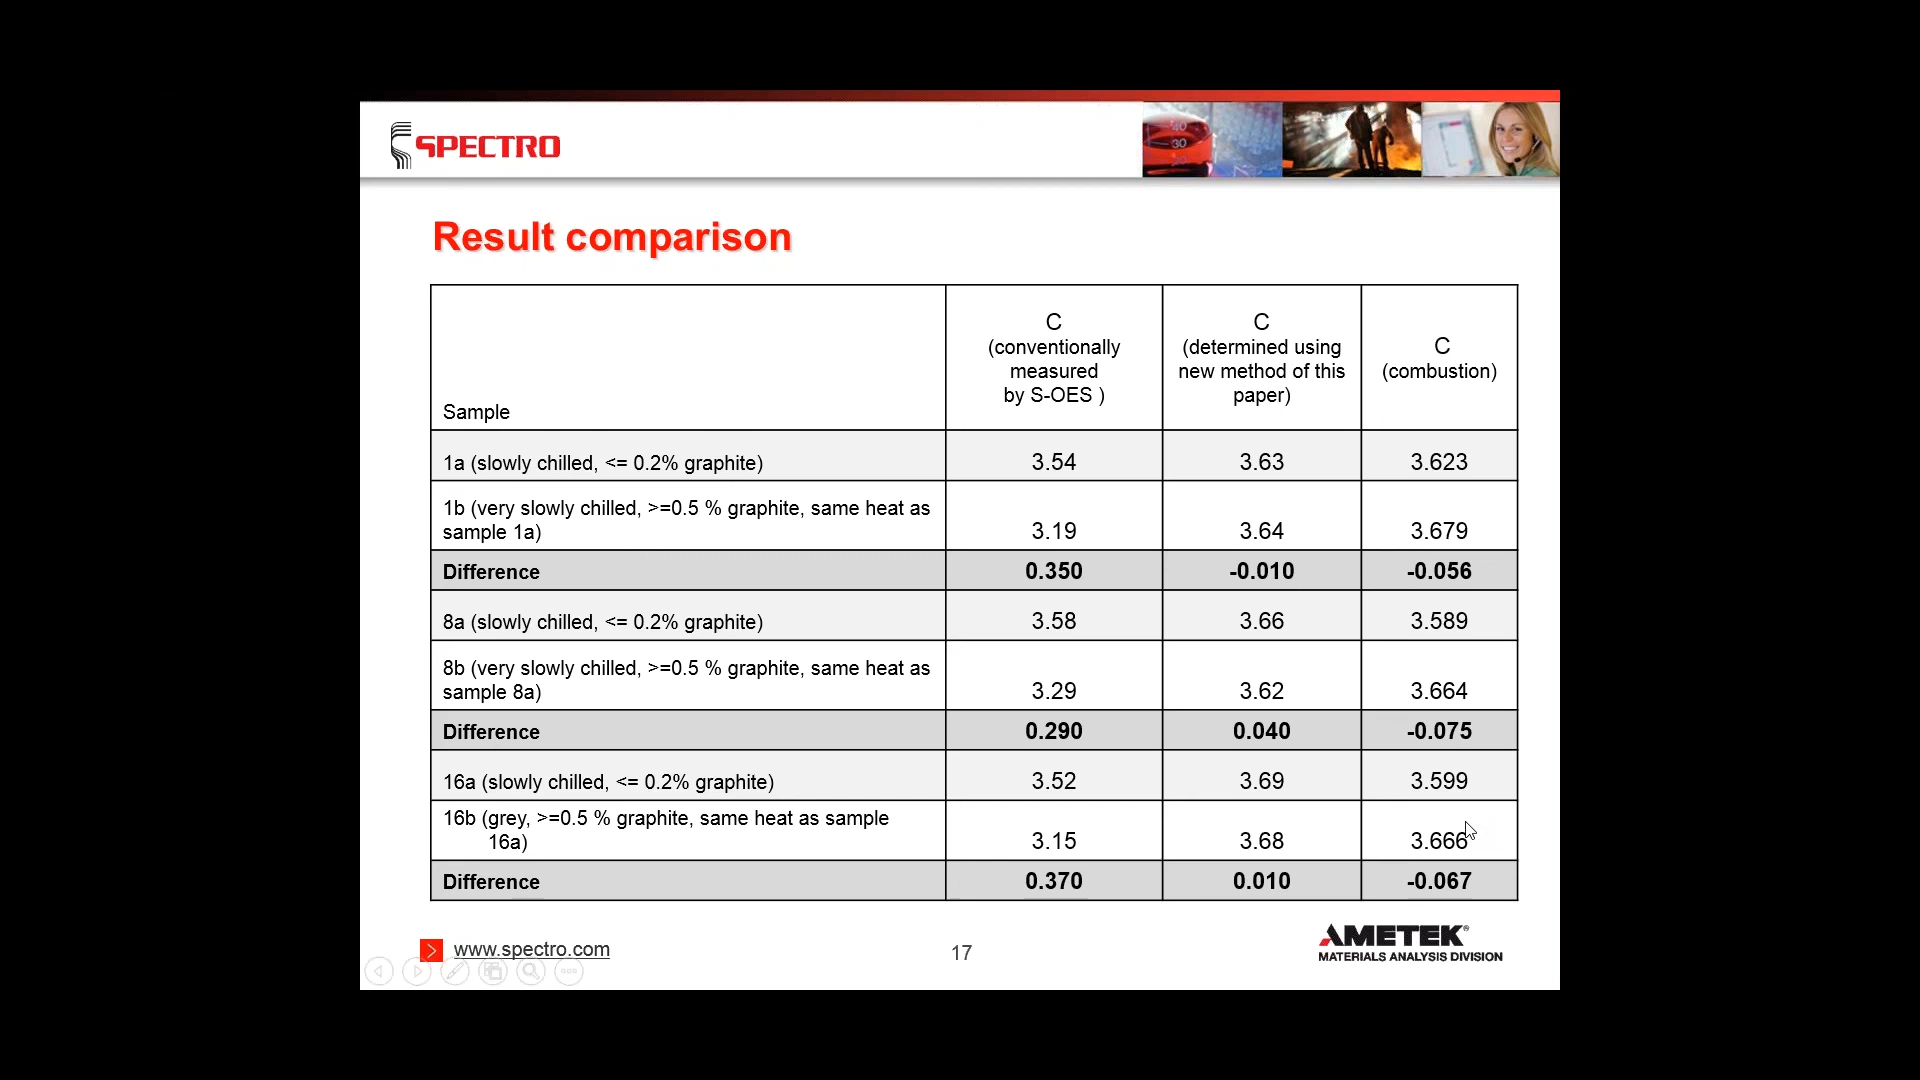 SPECTRO
40
30
Result comparison
Sample
C
(conventionally
measured
by S-OES )
C
(determined using
new method of this
paper)
C
(combustion)
1a (slowly chilled, <= 0.2% graphite)
3.54
3.63
3.623
1b (very slowly chilled, >=0.5 % graphite, same heat as
sample 1a)
3.19
3.64
3.679
Difference
0.350
-0.010
-0.056
8a (slowly chilled, <= 0.2% graphite)
3.58
3.66
3.589
8b (very slowly chilled, >=0.5 % graphite, same heat as
sample 8a)
3.29
3.62
3.664
Difference
0.290
0.040
-0.075
16a (slowly chilled, <= 0.2% graphite)
3.52
3.69
3.599
16b (grey, >=0.5 % graphite, same heat as sample
16a)
3.15
3.68
3.666
Difference
0.370
0.010
-0.067
www.spectro.com
17
AMETEK®
MATERIALS ANALYSIS DIVISION